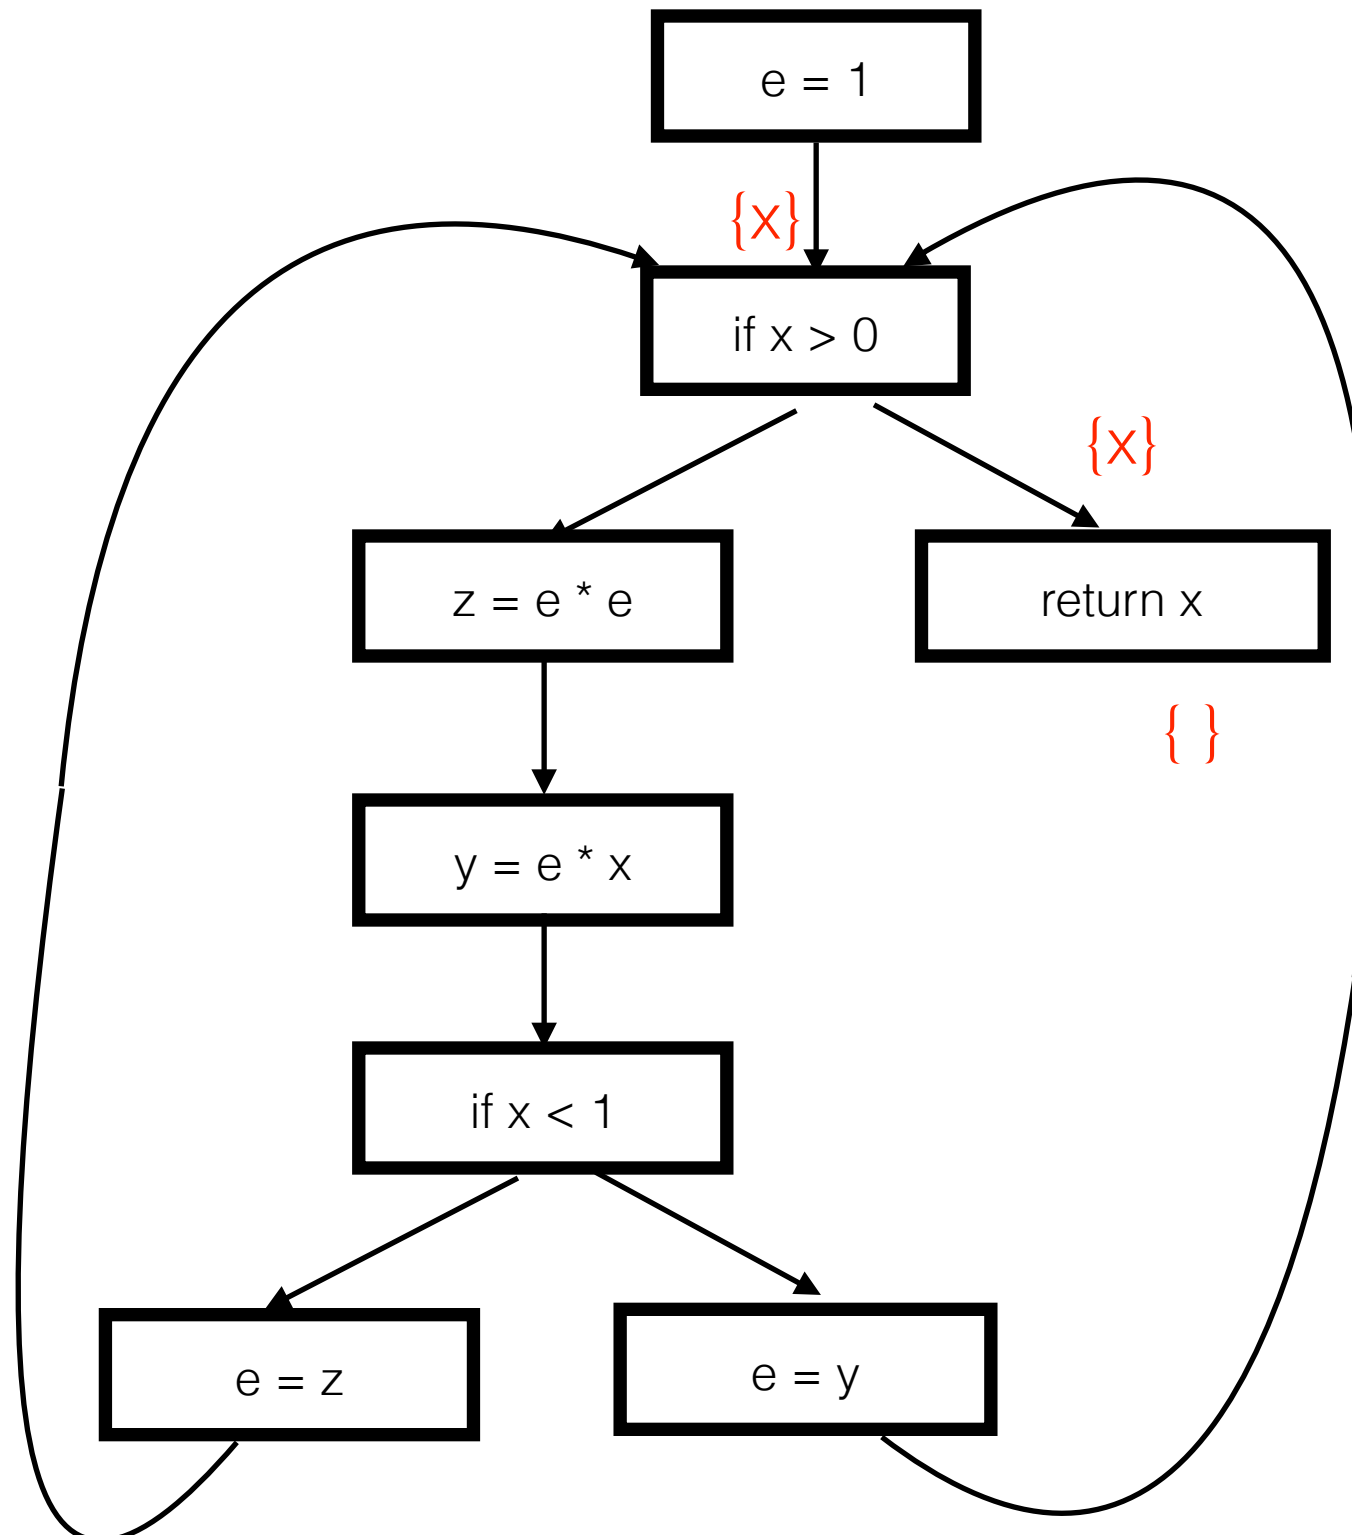 e = 1
{x}
if x > 0
{x}
z = e * e
return x
{ }
y = e * x
if x < 1
e = z
e = y